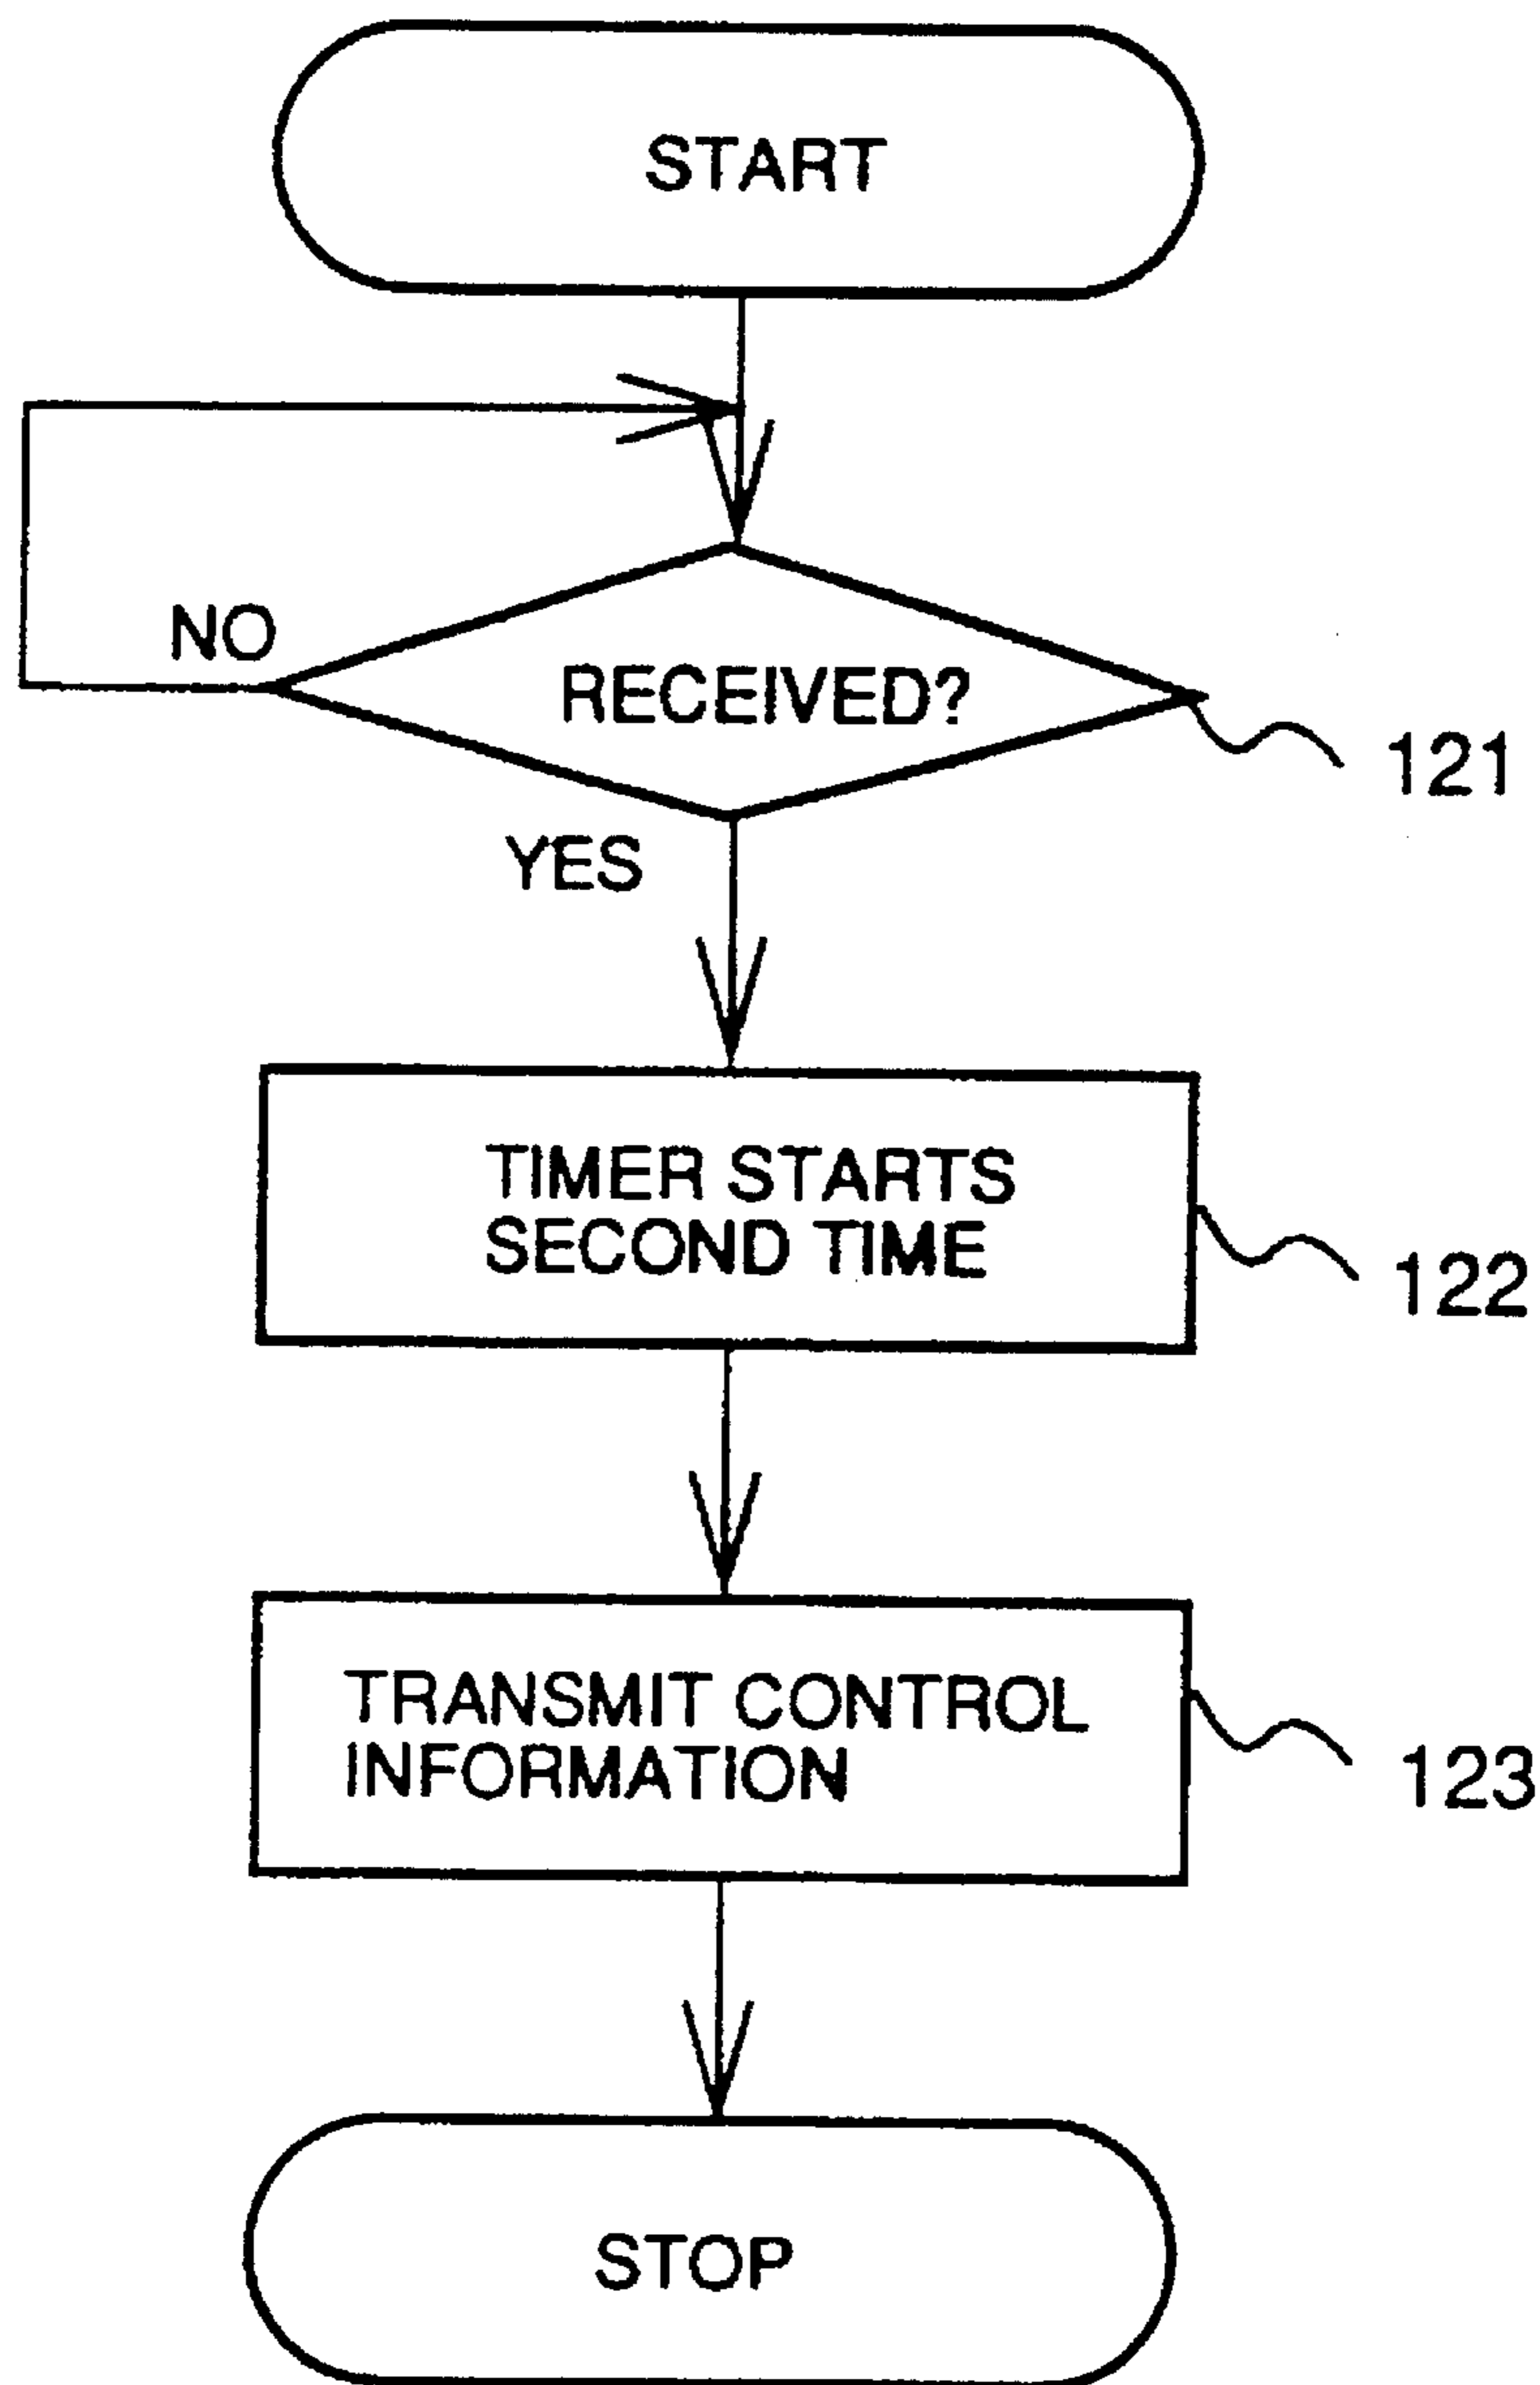 START
NO
RECEIVED?
121
YES
TIMER STARTS
SECOND TIME
122
TRANSMIT CONTROL
INFORMATION
123
STOP